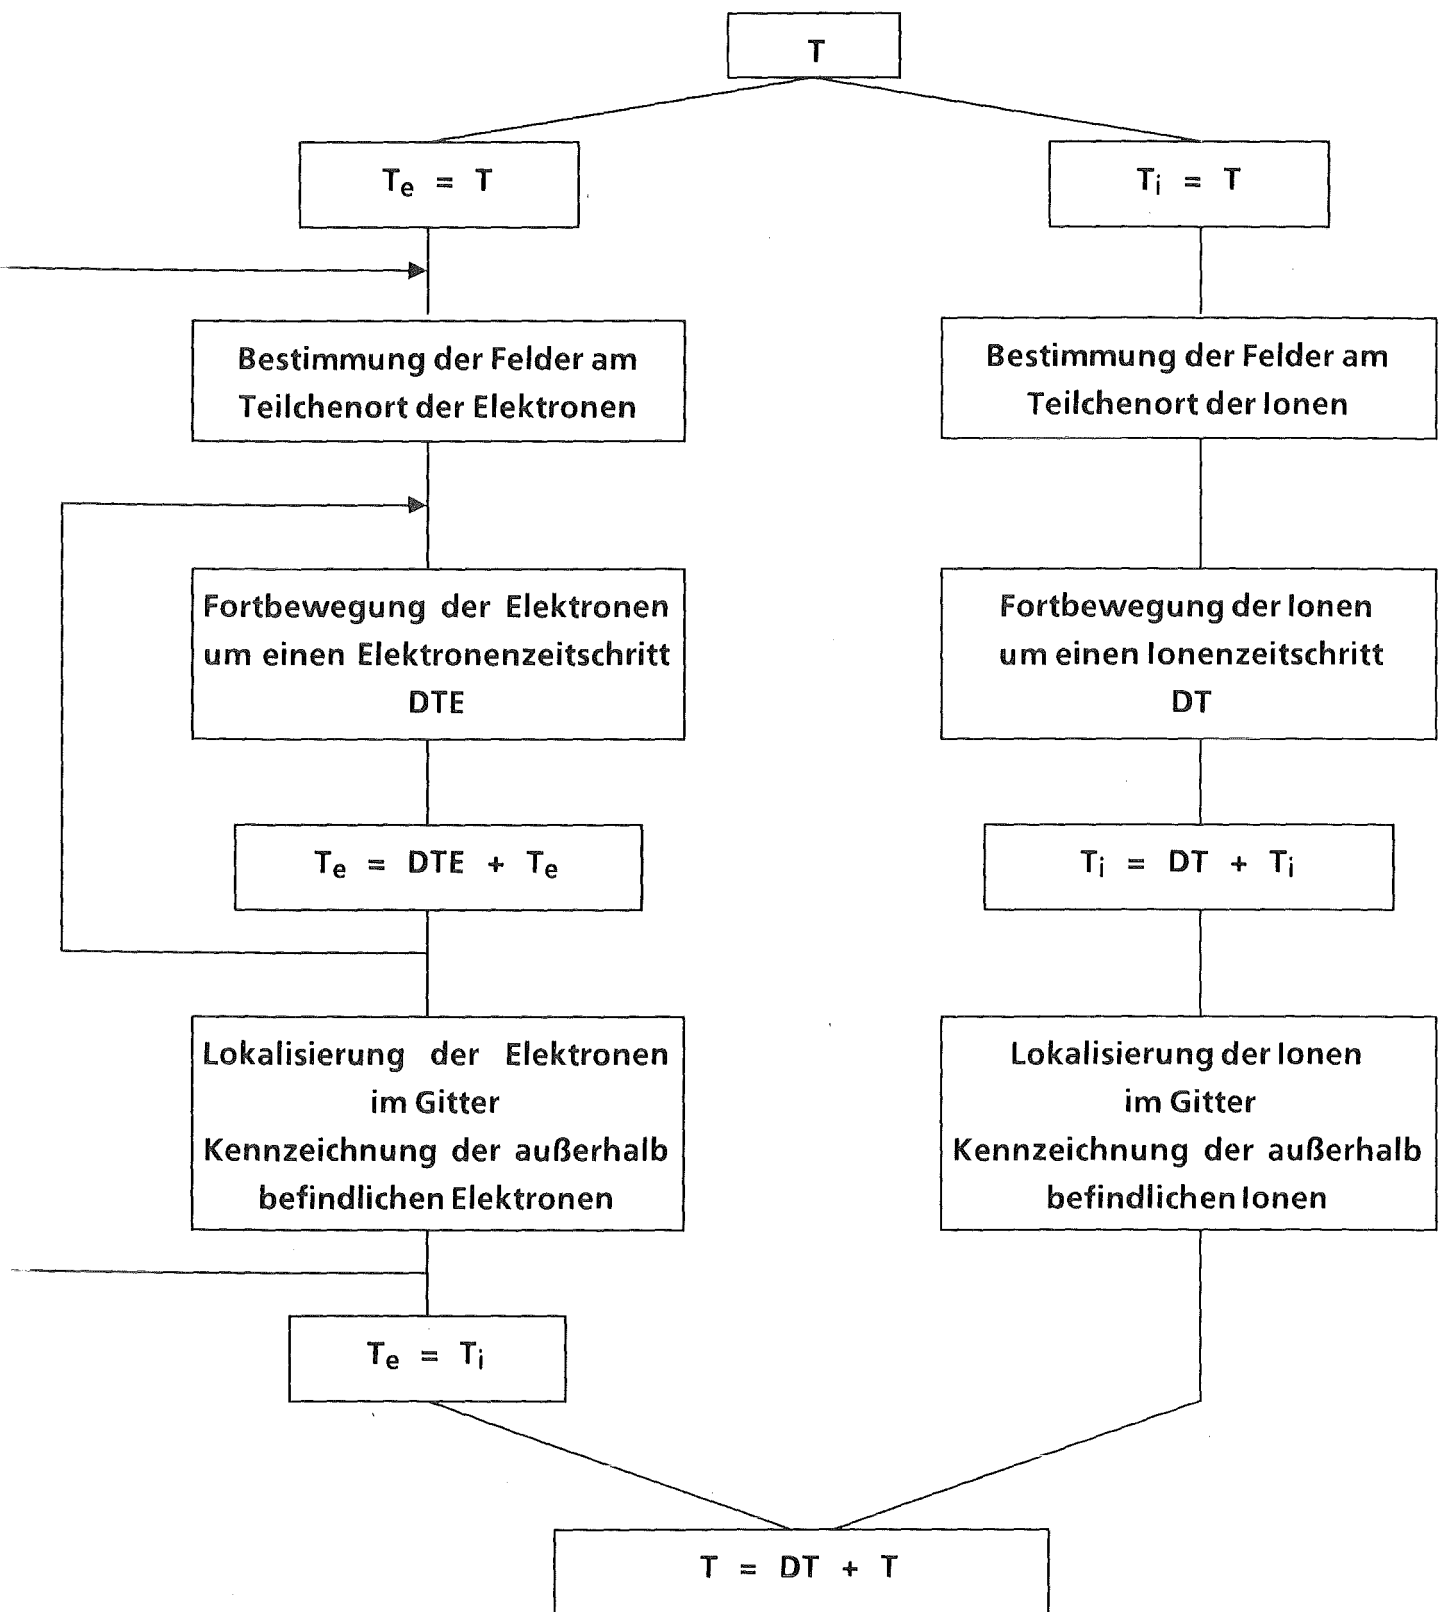 T
Te = T
Ti = T
Bestimmung der Felder am
Teilchenort der Elektronen
Bestimmung der Felder am
Teilchenort der Ionen
Fortbewegung der Elektronen
um einen Elektronenzeitschritt
DTE
Fortbewegung der Ionen
um einen Ionenzeitschritt
DT
Te = DTE + Te
Ti = DT + Ti
Lokalisierung der Elektronen
im Gitter
Kennzeichnung der außerhalb
befindlichen Elektronen
Lokalisierung der Ionen
im Gitter
Kennzeichnung der außerhalb
befindlichen Ionen
Te = Ti
T = DT + T